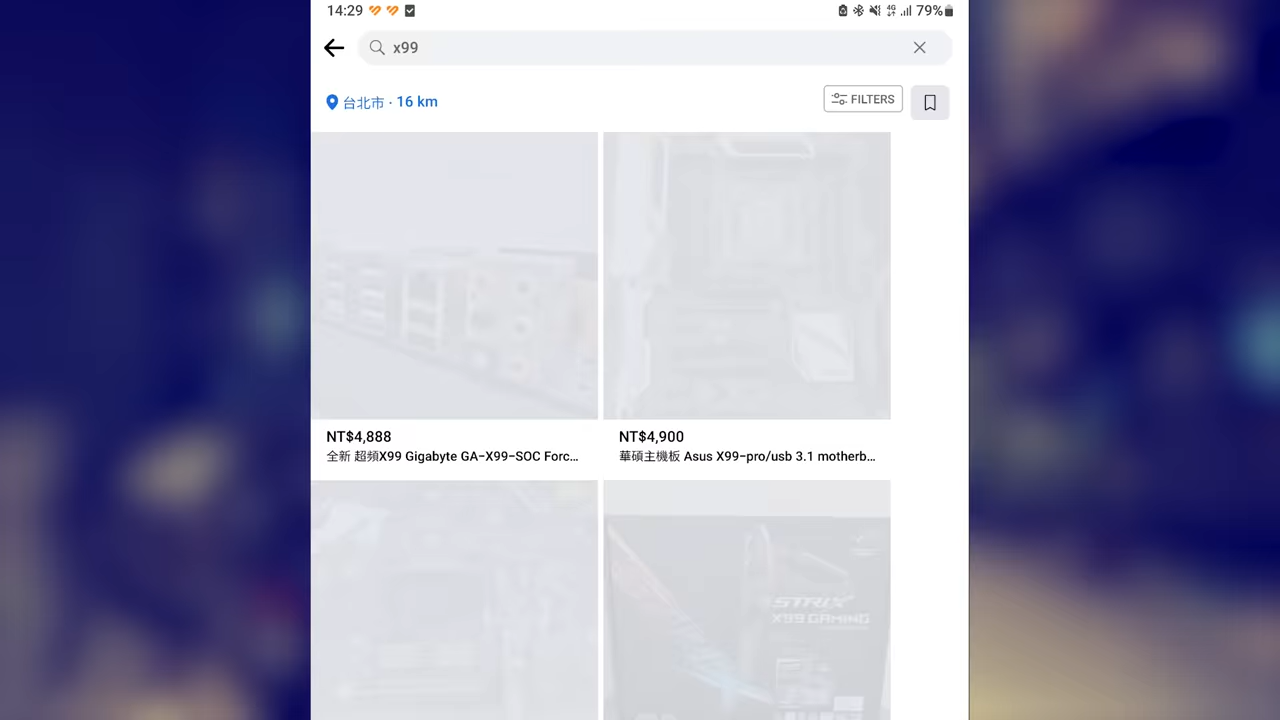 14:29
4G
79%
x99
台北市 · 16 km
FILTERS
NT$4,888
全新 超頻X99 Gigabyte GA-X99-SOC Forc...
NT$4,900
華碩主機板 Asus X99-pro/usb 3.1 motherb...
STRIX
X99 GAMING